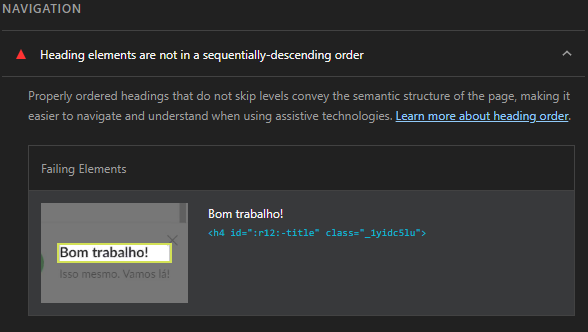 NAVIGATION
Heading elements are not in a sequentially-descending order
Properly ordered headings that do not skip levels convey the semantic structure of the page, making it
easier to navigate and understand when using assistive technologies. Learn more about heading order.
Failing Elements
Bom trabalho!
Isso mesmo. Vamos lá!
Bom trabalho!
<h4 id=":r12:-title" class="_1yidc5lu">